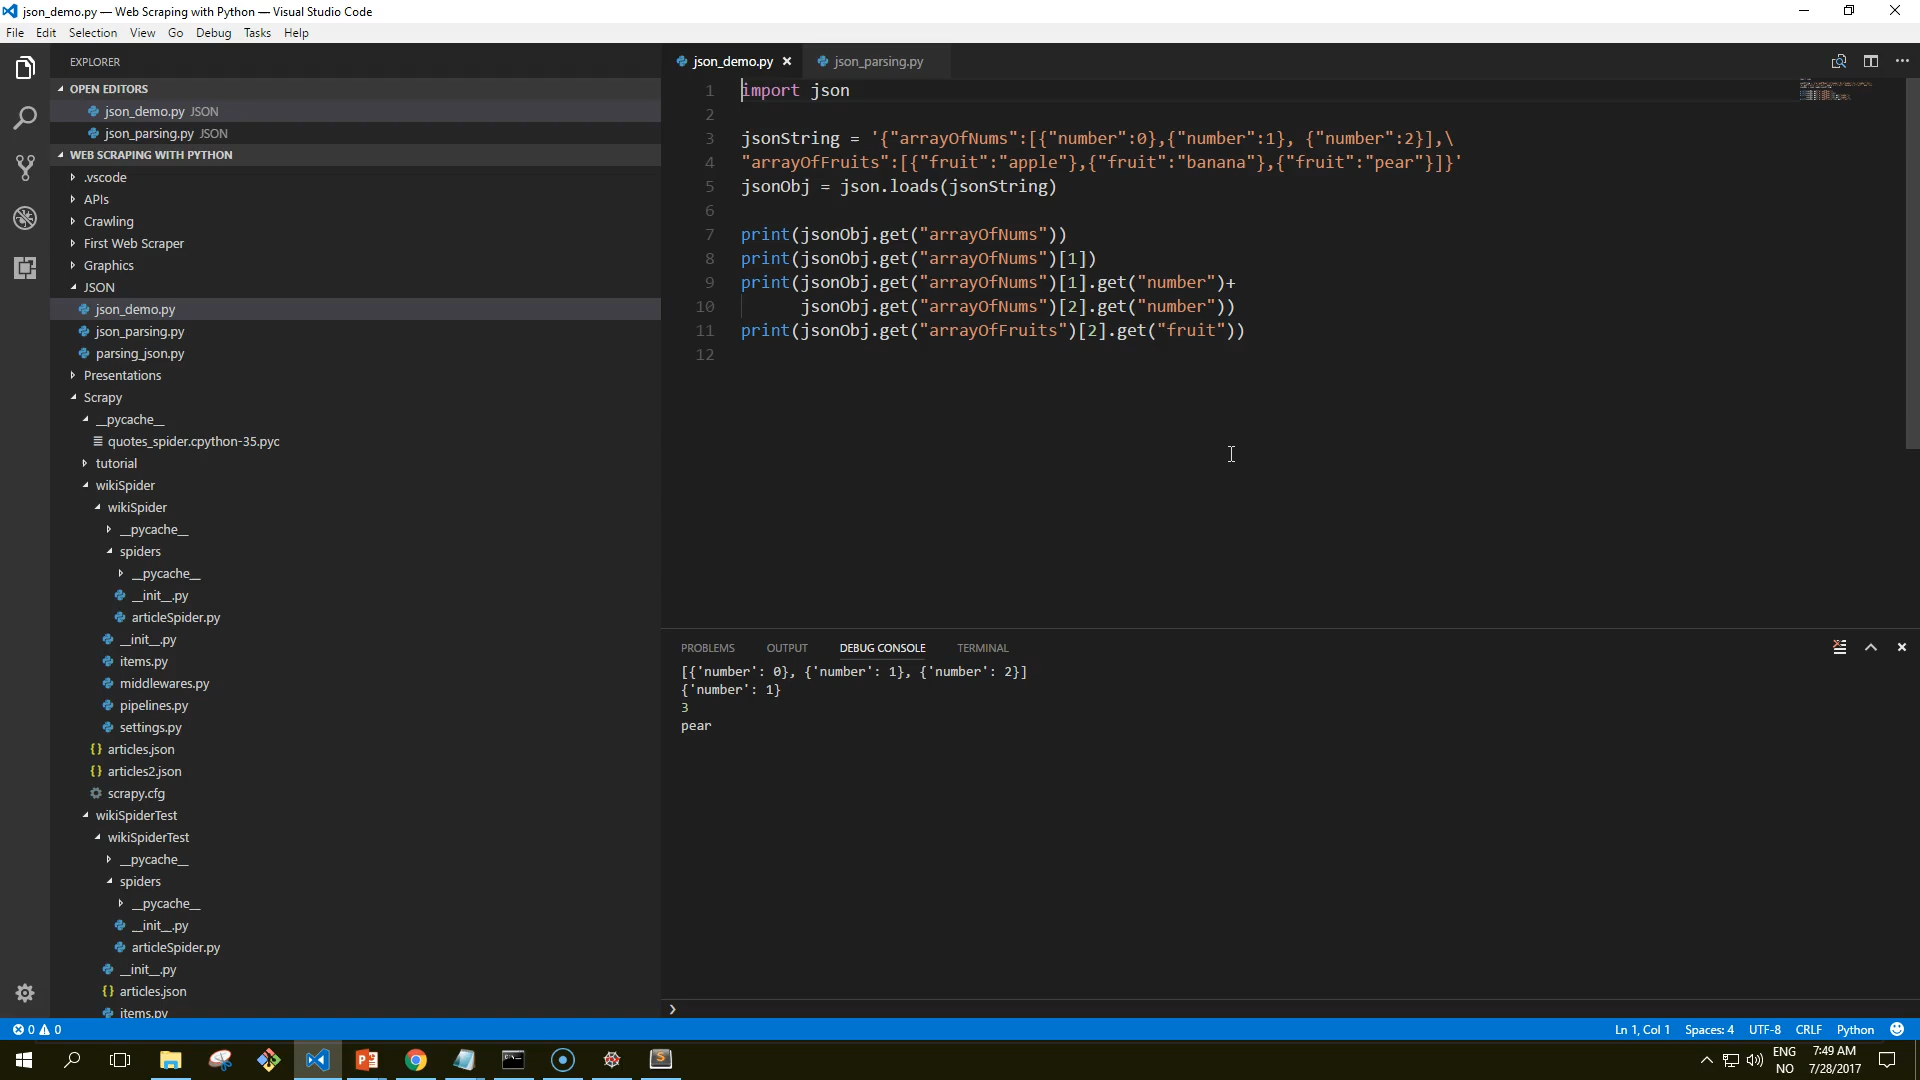 json_demo.py — Web Scraping with Python — Visual Studio Code
File Edit Selection View Go Debug Tasks Help
EXPLORER
OPEN EDITORS
json_demo.py JSON
json_parsing.py JSON
WEB SCRAPING WITH PYTHON
.vscode
APIs
Crawling
First Web Scraper
Graphics
JSON
json_demo.py
json_parsing.py
parsing_json.py
Presentations
Scrapy
__pycache__
quotes_spider.cpython-35.pyc
tutorial
wikiSpider
wikiSpider
__pycache__
spiders
__pycache__
__init__.py
articleSpider.py
__init__.py
items.py
middlewares.py
pipelines.py
settings.py
articles.json
articles2.json
scrapy.cfg
wikiSpiderTest
wikiSpiderTest
__pycache__
spiders
__pycache__
__init__.py
articleSpider.py
__init__.py
articles.json
items.py
json_demo.py json_parsing.py
1 import json
2
3 jsonString = '{"arrayOfNums":[{"number":0},{"number":1}, {"number":2}],\
4 "arrayOfFruits":[{"fruit":"apple"},{"fruit":"banana"},{"fruit":"pear"}]}'
5 jsonObj = json.loads(jsonString)
6
7 print(jsonObj.get("arrayOfNums"))
8 print(jsonObj.get("arrayOfNums")[1])
9 print(jsonObj.get("arrayOfNums")[1].get("number")+
10 jsonObj.get("arrayOfNums")[2].get("number"))
11 print(jsonObj.get("arrayOfFruits")[2].get("fruit"))
12
PROBLEMS OUTPUT DEBUG CONSOLE TERMINAL
[{'number': 0}, {'number': 1}, {'number': 2}]
{'number': 1}
3
pear
0 0 Ln 1, Col 1 Spaces: 4 UTF-8 CRLF Python
ENG 7:49 AM
NO 7/28/2017